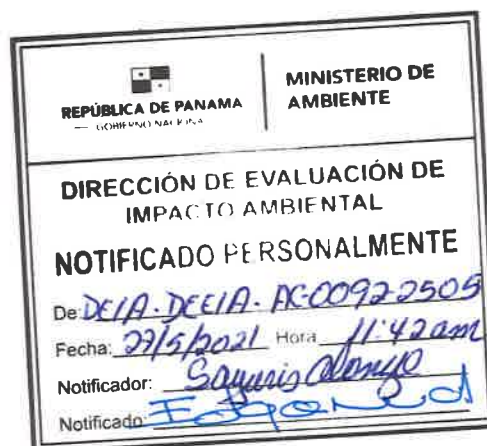 REPÚBLICA DE PANAMA
— GOBIERNO NACIONAL —
MINISTERIO DE
AMBIENTE
DIRECCIÓN DE EVALUACIÓN DE
IMPACTO AMBIENTAL
NOTIFICADO PERSONALMENTE
De: DEIA-DEEIA-AC-0092-2505
Fecha: 27/5/2021 Hora 11:42am
Notificador: Sayuris
Notificado: